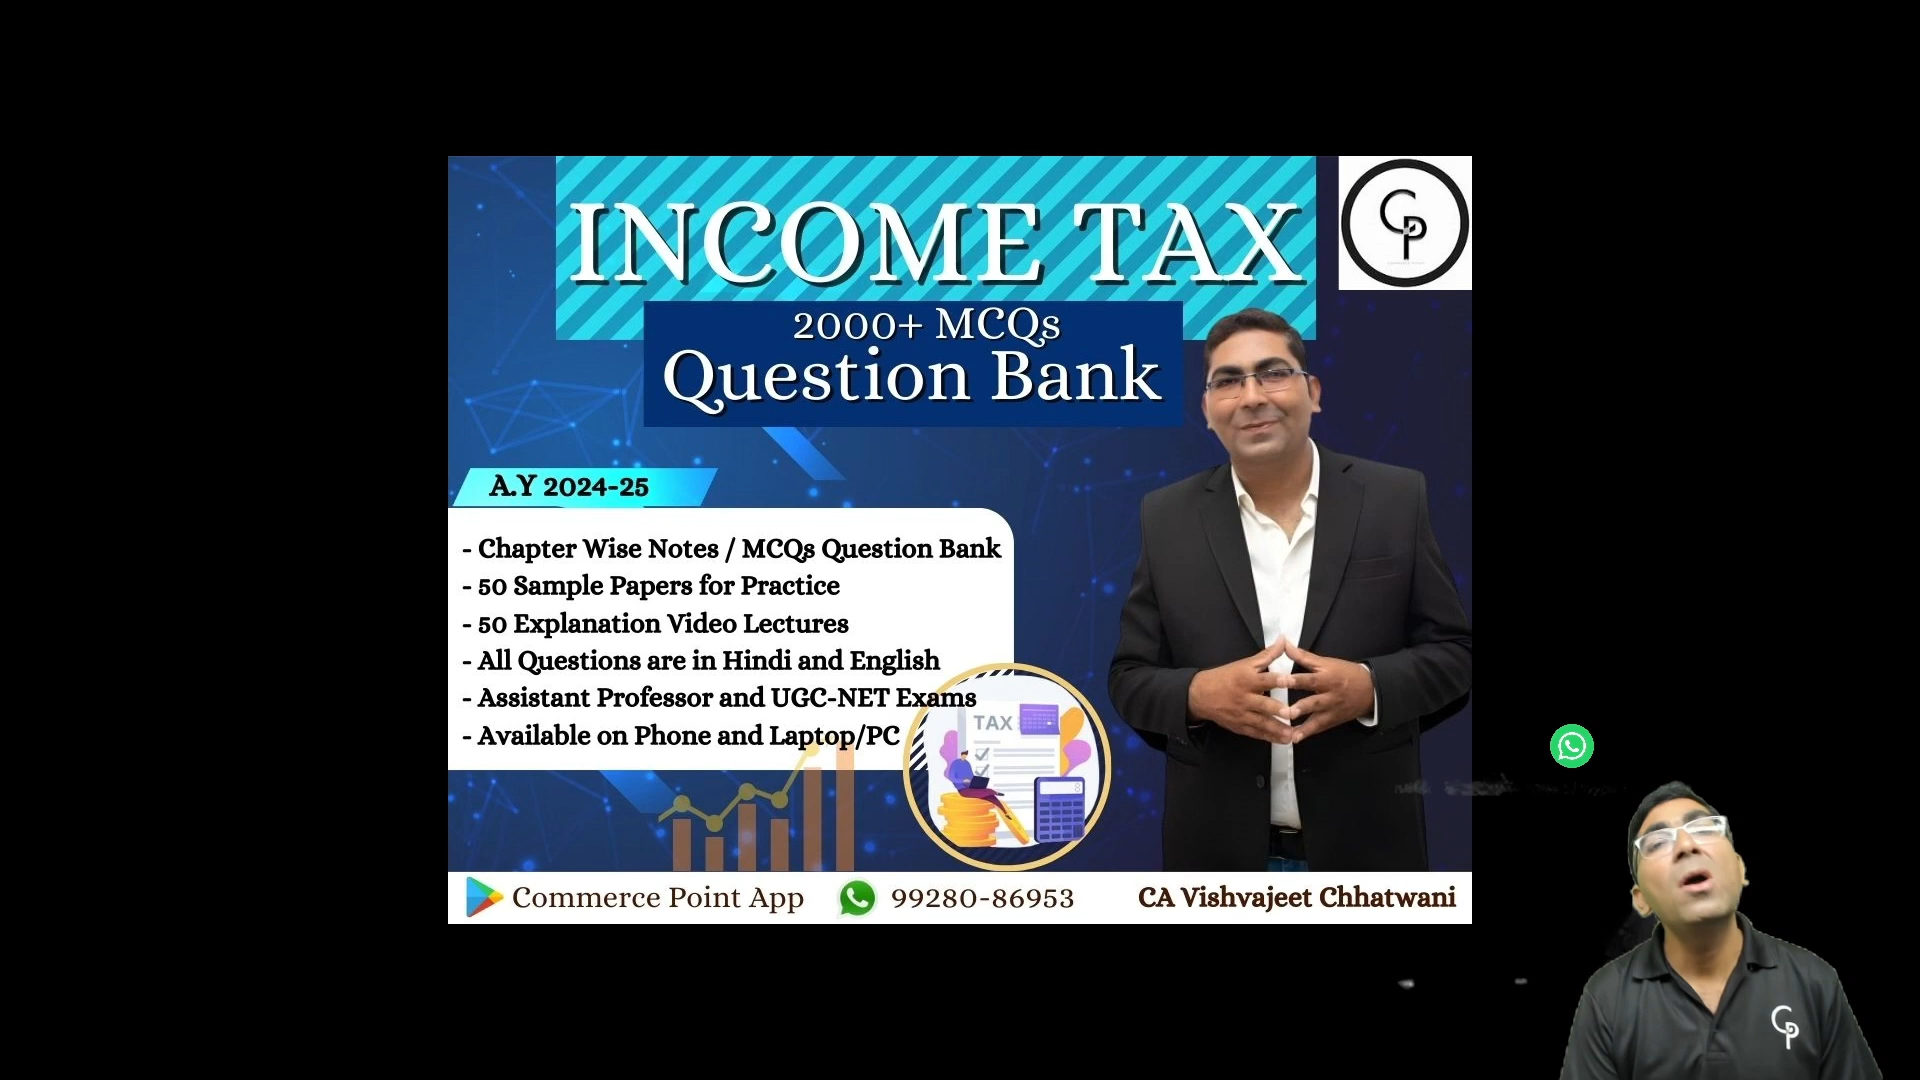 INCOME TAX
CP
2000+ MCQs
Question Bank
A.Y 2024-25
- Chapter Wise Notes / MCQs Question Bank
- 50 Sample Papers for Practice
- 50 Explanation Video Lectures
- All Questions are in Hindi and English
- Assistant Professor and UGC-NET Exams
- Available on Phone and Laptop/PC
TAX
Commerce Point App
99280-86953
CA Vishvajeet Chhatwani
CP